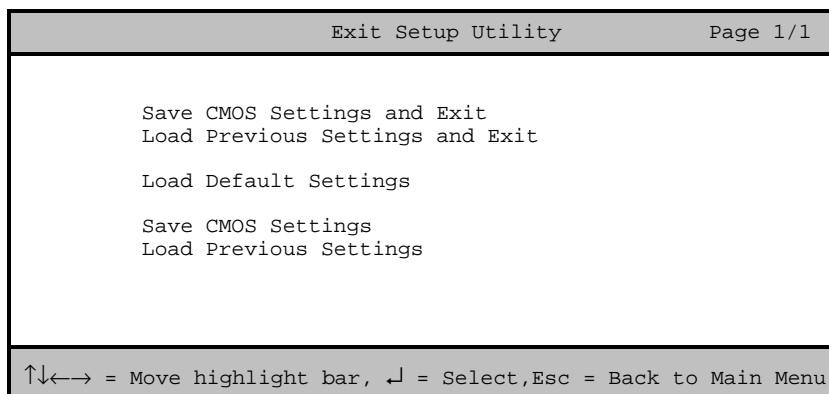 Exit Setup Utility Page 1/1
Save CMOS Settings and Exit
Load Previous Settings and Exit
Load Default Settings
Save CMOS Settings
Load Previous Settings
↑↓←→ = Move highlight bar, ↵ = Select,Esc = Back to Main Menu